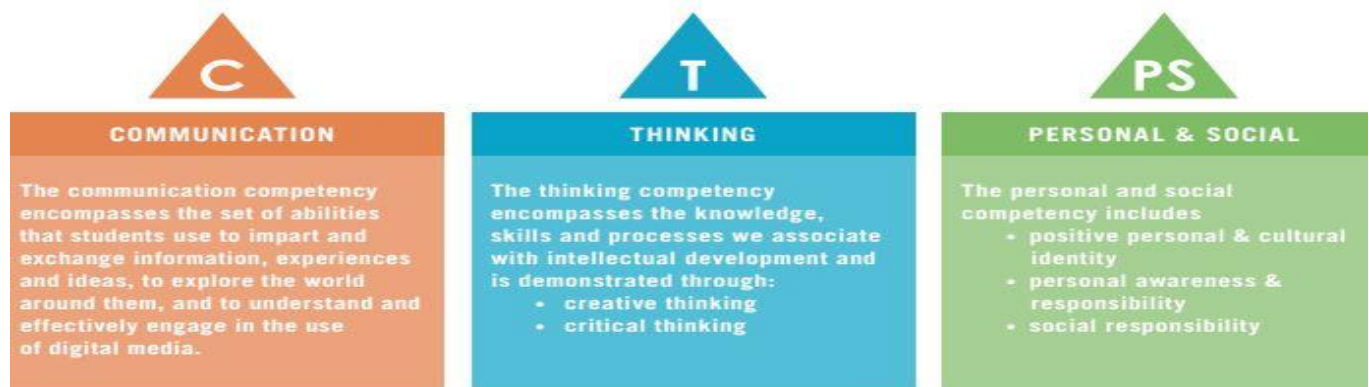 C
COMMUNICATION
The communication competency
encompasses the set of abilities
that students use to impart and
exchange information, experiences
and ideas, to explore the world
around them, and to understand and
effectively engage in the use
of digital media.
T
THINKING
The thinking competency
encompasses the knowledge,
skills and processes we associate
with intellectual development and
is demonstrated through:
• creative thinking
• critical thinking
PS
PERSONAL & SOCIAL
The personal and social
competency includes
• positive personal & cultural
identity
• personal awareness &
responsibility
• social responsibility